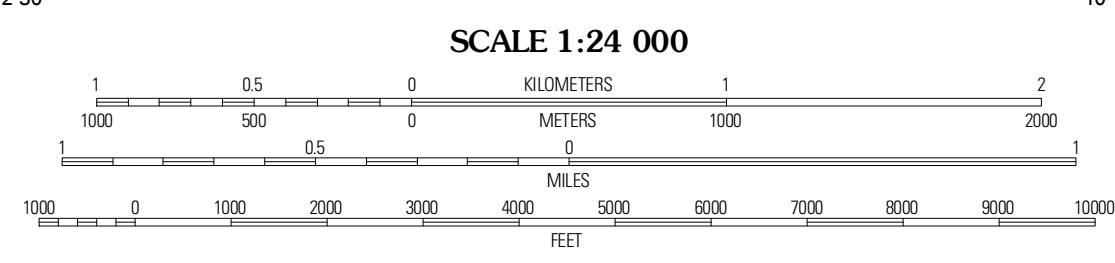 SCALE 1:24 000
1 0.5 0 KILOMETERS 1 2
1000 500 0 METERS 1000 2000
1 0.5 0 1
MILES
1000 0 1000 2000 3000 4000 5000 6000 7000 8000 9000 10000
FEET